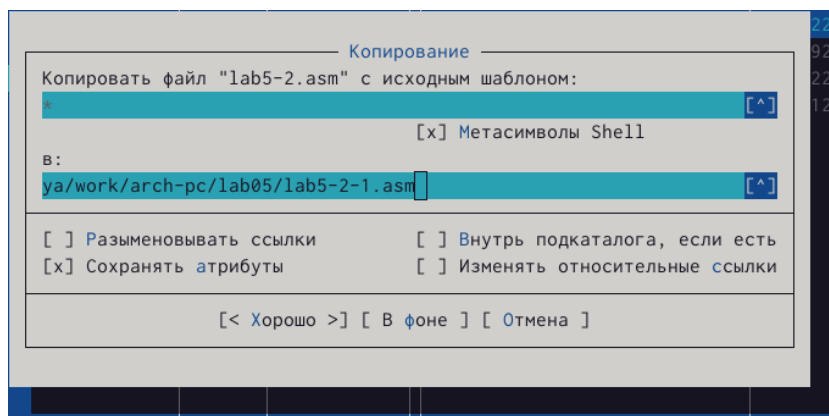 Копирование
Копировать файл "lab5-2.asm" с исходным шаблоном:
* [^]
[x] Метасимволы Shell
в:
ya/work/arch-pc/lab05/lab5-2-1.asm [^]
[ ] Разыменовывать ссылки [ ] Внутрь подкаталога, если есть
[x] Сохранять атрибуты [ ] Изменять относительные ссылки
[< Хорошо >] [ В фоне ] [ Отмена ]